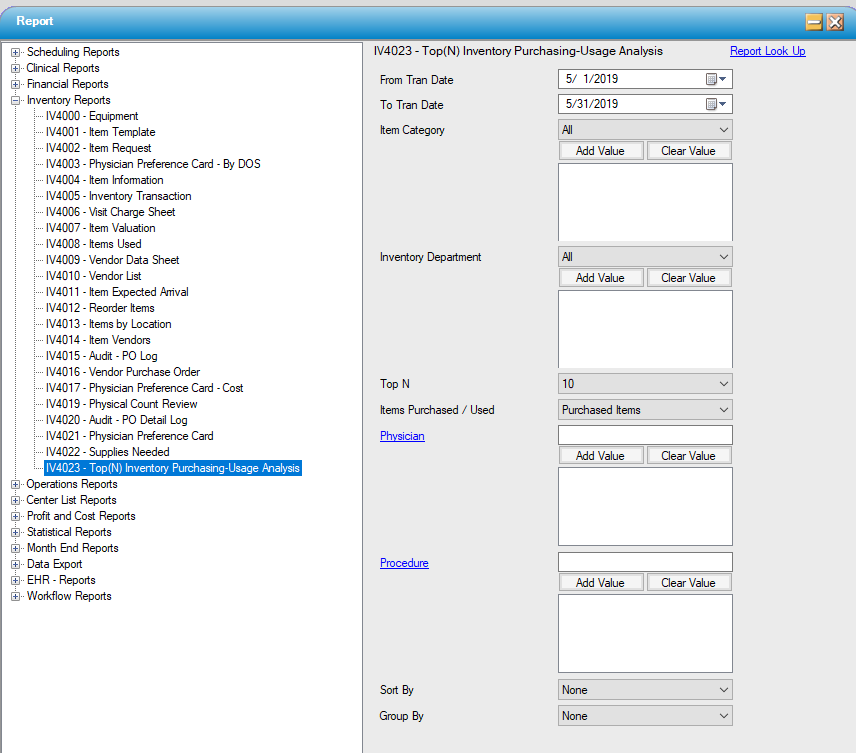 Report
Scheduling Reports
Clinical Reports
Financial Reports
Inventory Reports
IV4000 - Equipment
IV4001 - Item Template
IV4002 - Item Request
IV4003 - Physician Preference Card - By DOS
IV4004 - Item Information
IV4005 - Inventory Transaction
IV4006 - Visit Charge Sheet
IV4007 - Item Valuation
IV4008 - Items Used
IV4009 - Vendor Data Sheet
IV4010 - Vendor List
IV4011 - Item Expected Arrival
IV4012 - Reorder Items
IV4013 - Items by Location
IV4014 - Item Vendors
IV4015 - Audit - PO Log
IV4016 - Vendor Purchase Order
IV4017 - Physician Preference Card - Cost
IV4019 - Physical Count Review
IV4020 - Audit - PO Detail Log
IV4021 - Physician Preference Card
IV4022 - Supplies Needed
IV4023 - Top(N) Inventory Purchasing-Usage Analysis
Operations Reports
Center List Reports
Profit and Cost Reports
Statistical Reports
Month End Reports
Data Export
EHR - Reports
Workflow Reports
IV4023 - Top(N) Inventory Purchasing-Usage Analysis Report Look Up
From Tran Date 5/ 1/2019
To Tran Date 5/31/2019
Item Category All
Add Value Clear Value
Inventory Department All
Add Value Clear Value
Top N 10
Items Purchased / Used Purchased Items
Physician
Add Value Clear Value
Procedure
Add Value Clear Value
Sort By None
Group By None